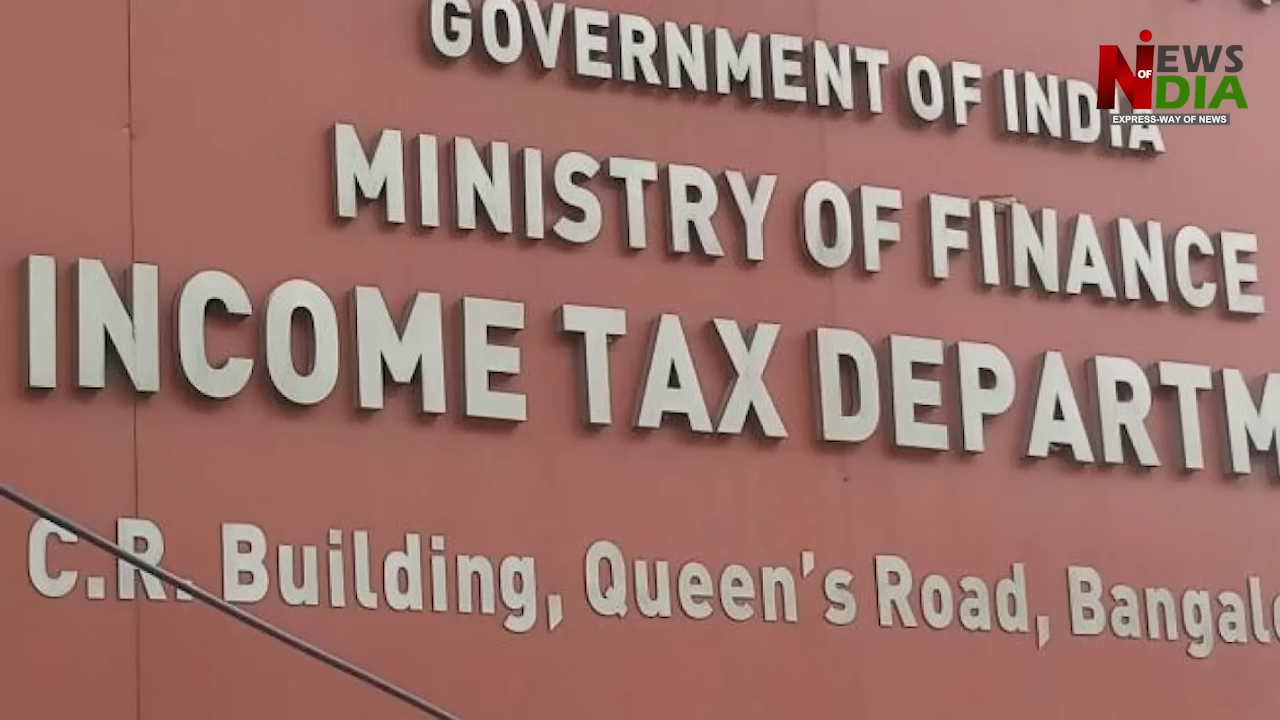 GOVERNMENT OF INDIA
MINISTRY OF FINANCE
INCOME TAX DEPARTM
C.R. Building, Queen's Road, Bangal
NEWS
OF
INDIA
EXPRESS-WAY OF NEWS